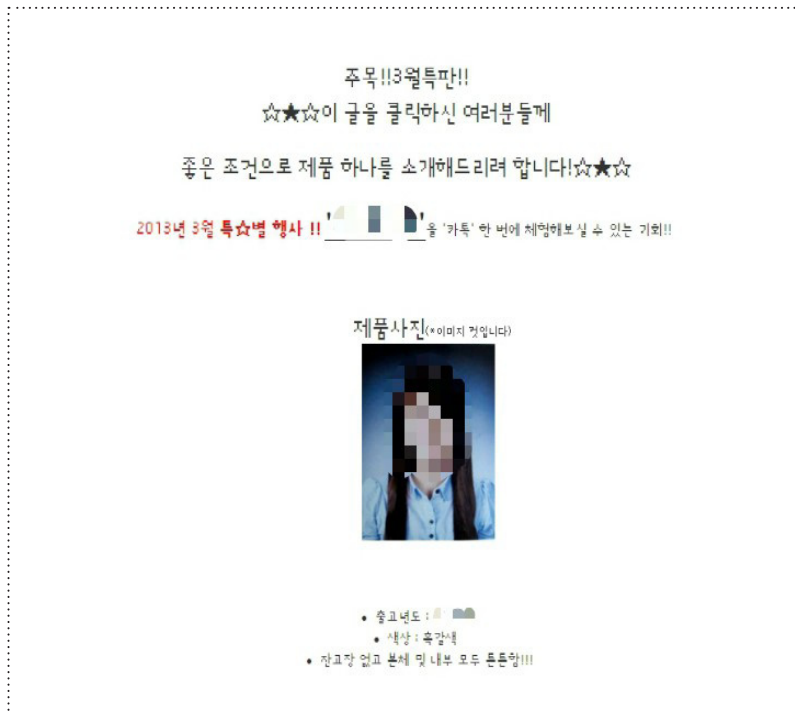 주목!!3월특판!!
☆★☆이 글을 클릭하신 여러분들께
좋은 조건으로 제품 하나를 소개해드리려 합니다!☆★☆
2013년 3월 특☆별 행사 !! ' '을 '카톡' 한 번에 체험해보실 수 있는 기회!!
제품사진(*이미지 컷입니다)
• 출고년도 :
• 색상 : 흑갈색
• 잔고장 없고 본체 및 내부 모두 튼튼함!!!